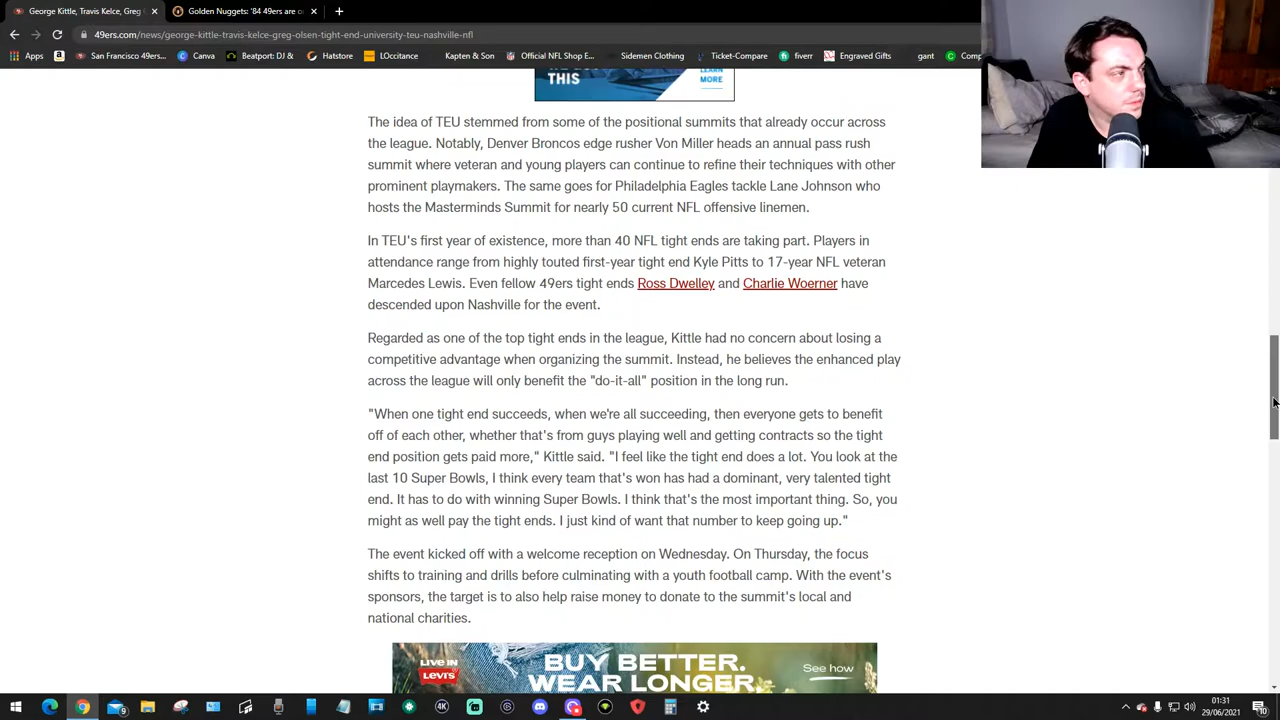 George Kittle, Travis Kelce, Greg
Golden Nuggets: '84 49ers are o
49ers.com/news/george-kittle-travis-kelce-greg-olsen-tight-end-university-teu-nashville-nfl
Apps San Francisco 49ers... Canva Beatport: DJ & ... Hatstore LOccitance Kapten & Son Official NFL Shop E... Sidemen Clothing Ticket-Compare fiverr Engraved Gifts gant Comp
THIS
LEARN
MORE
The idea of TEU stemmed from some of the positional summits that already occur across
the league. Notably, Denver Broncos edge rusher Von Miller heads an annual pass rush
summit where veteran and young players can continue to refine their techniques with other
prominent playmakers. The same goes for Philadelphia Eagles tackle Lane Johnson who
hosts the Masterminds Summit for nearly 50 current NFL offensive linemen.
In TEU's first year of existence, more than 40 NFL tight ends are taking part. Players in
attendance range from highly touted first-year tight end Kyle Pitts to 17-year NFL veteran
Marcedes Lewis. Even fellow 49ers tight ends Ross Dwelley and Charlie Woerner have
descended upon Nashville for the event.
Regarded as one of the top tight ends in the league, Kittle had no concern about losing a
competitive advantage when organizing the summit. Instead, he believes the enhanced play
across the league will only benefit the "do-it-all" position in the long run.
"When one tight end succeeds, when we're all succeeding, then everyone gets to benefit
off of each other, whether that's from guys playing well and getting contracts so the tight
end position gets paid more," Kittle said. "I feel like the tight end does a lot. You look at the
last 10 Super Bowls, I think every team that's won has had a dominant, very talented tight
end. It has to do with winning Super Bowls. I think that's the most important thing. So, you
might as well pay the tight ends. I just kind of want that number to keep going up."
The event kicked off with a welcome reception on Wednesday. On Thursday, the focus
shifts to training and drills before culminating with a youth football camp. With the event's
sponsors, the target is to also help raise money to donate to the summit's local and
national charities.
LIVE IN
LEVI'S
BUY BETTER.
WEAR LONGER
See how
01:31
29/06/2021